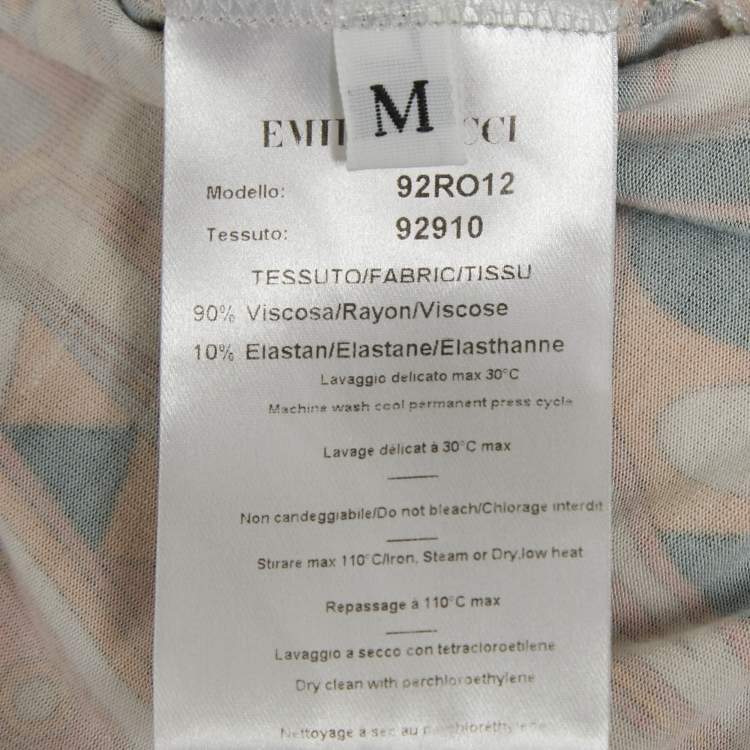 M
EMI CCI
Modello: 92RO12
Tessuto: 92910
TESSUTO/FABRIC/TISSU
90% Viscosa/Rayon/Viscose
10% Elastan/Elastane/Elasthanne
Lavaggio delicato max 30°C
Machine wash cool permanent press cycle
Lavage délicat à 30°C max
Non candeggiabile/Do not bleach/Chlorage interdit
Stirare max 110°C/Iron, Steam or Dry,low heat
Repassage à 110°C max
Lavaggio a secco con tetracloroetilene
Dry clean with perchloroethylene
Nettoyage a sec au